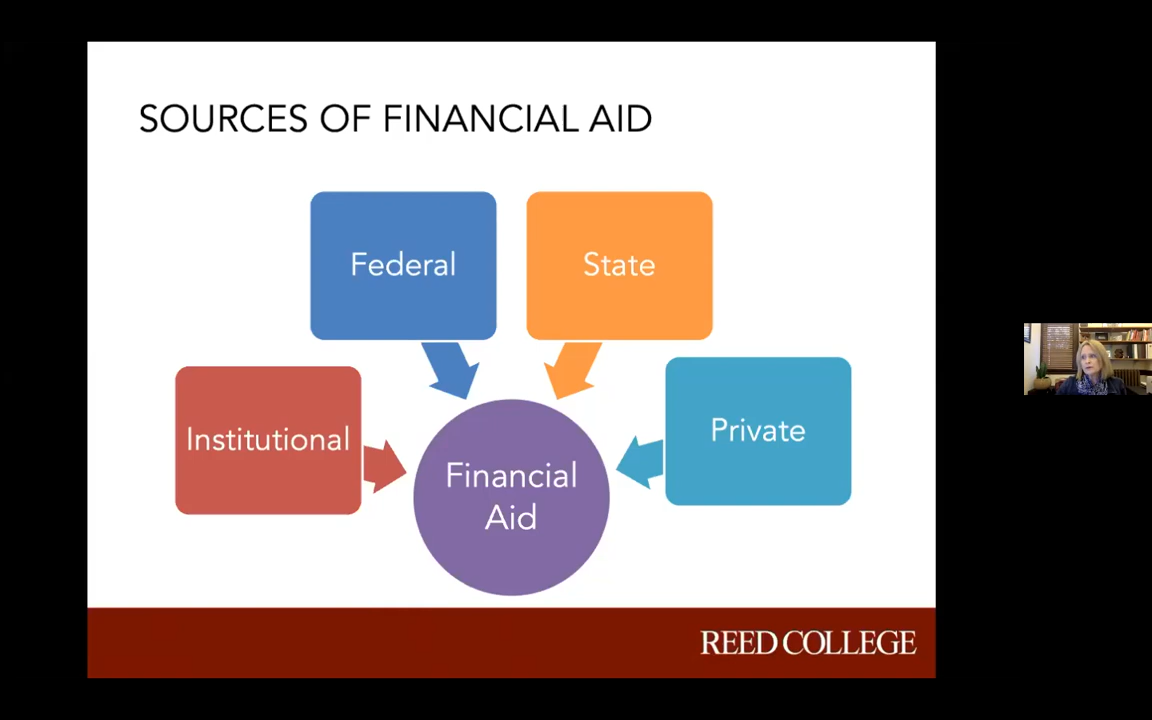 SOURCES OF FINANCIAL AID
Federal
State
Institutional
Private
Financial
Aid
REED COLLEGE